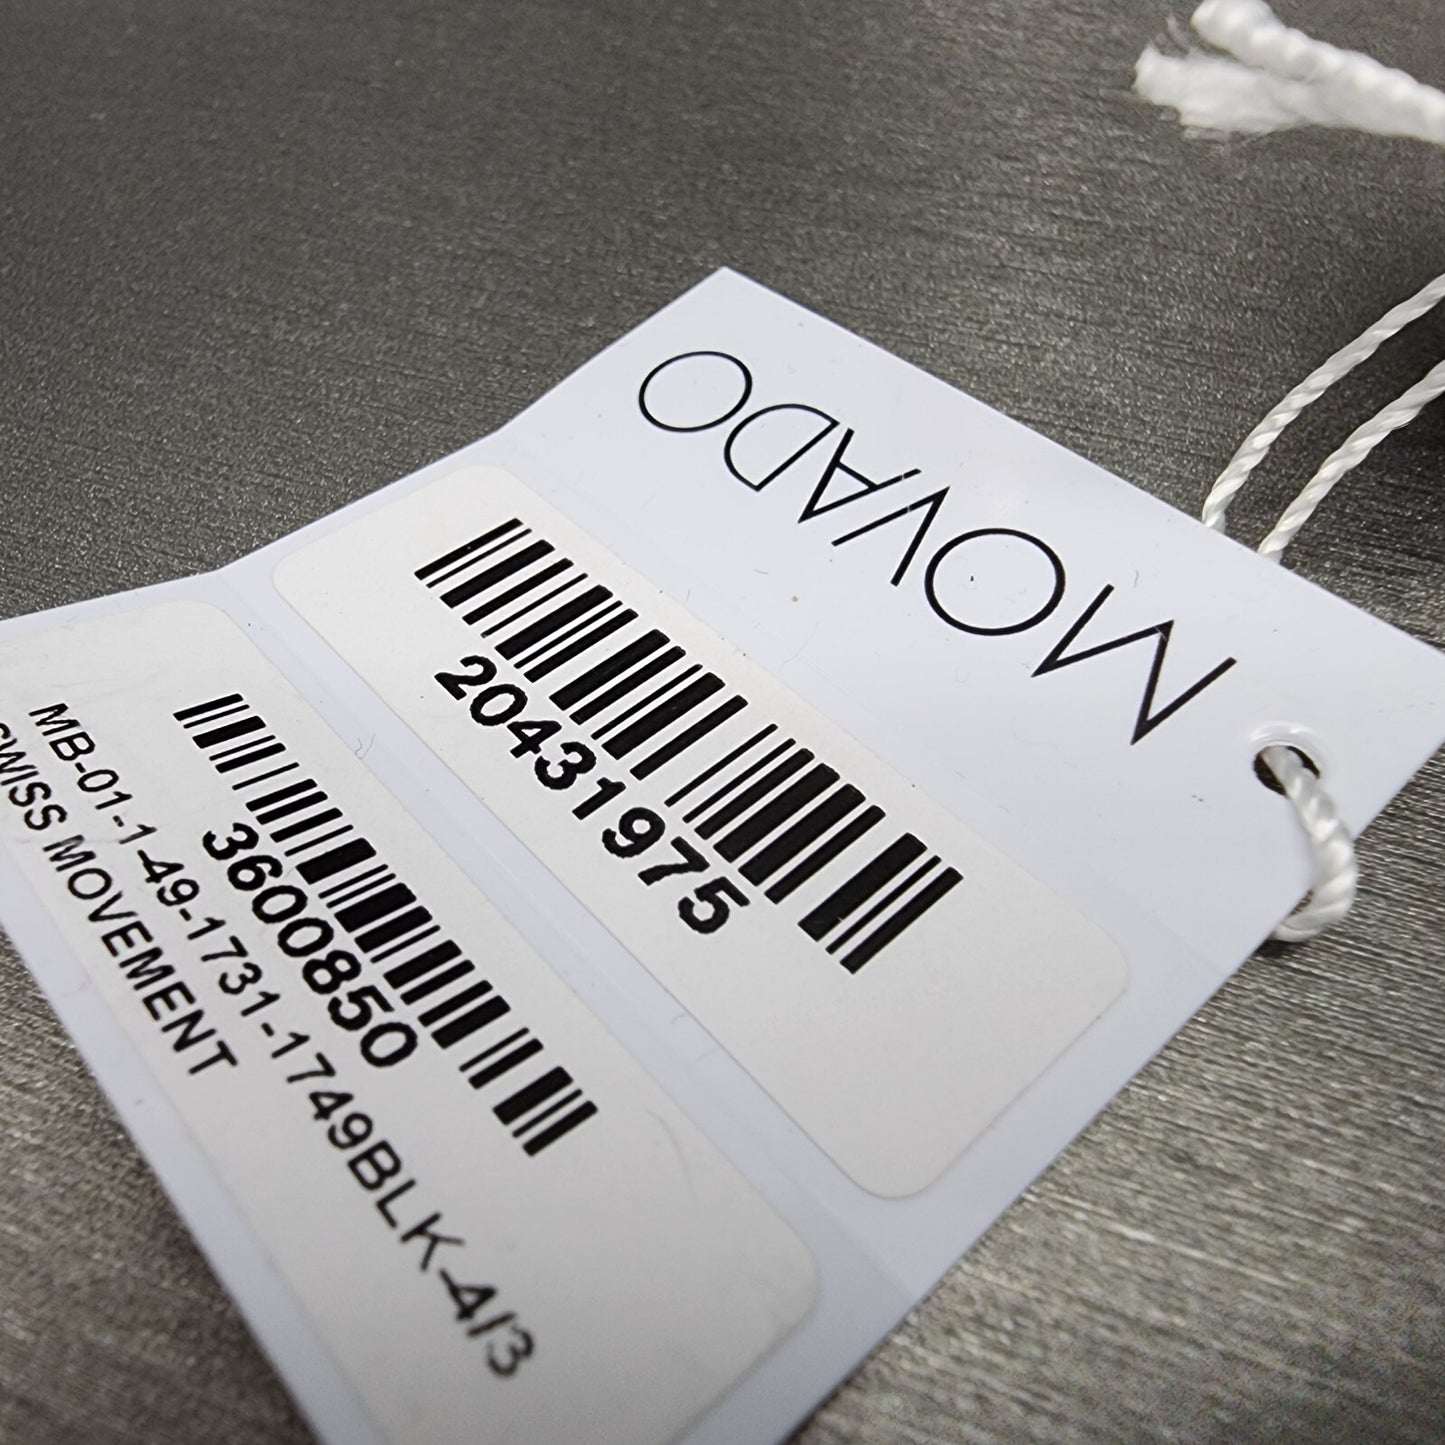 MOVADO
20431975
3600850
MB-01-1-49-1731-1749BLK-4/3
SWISS MOVEMENT